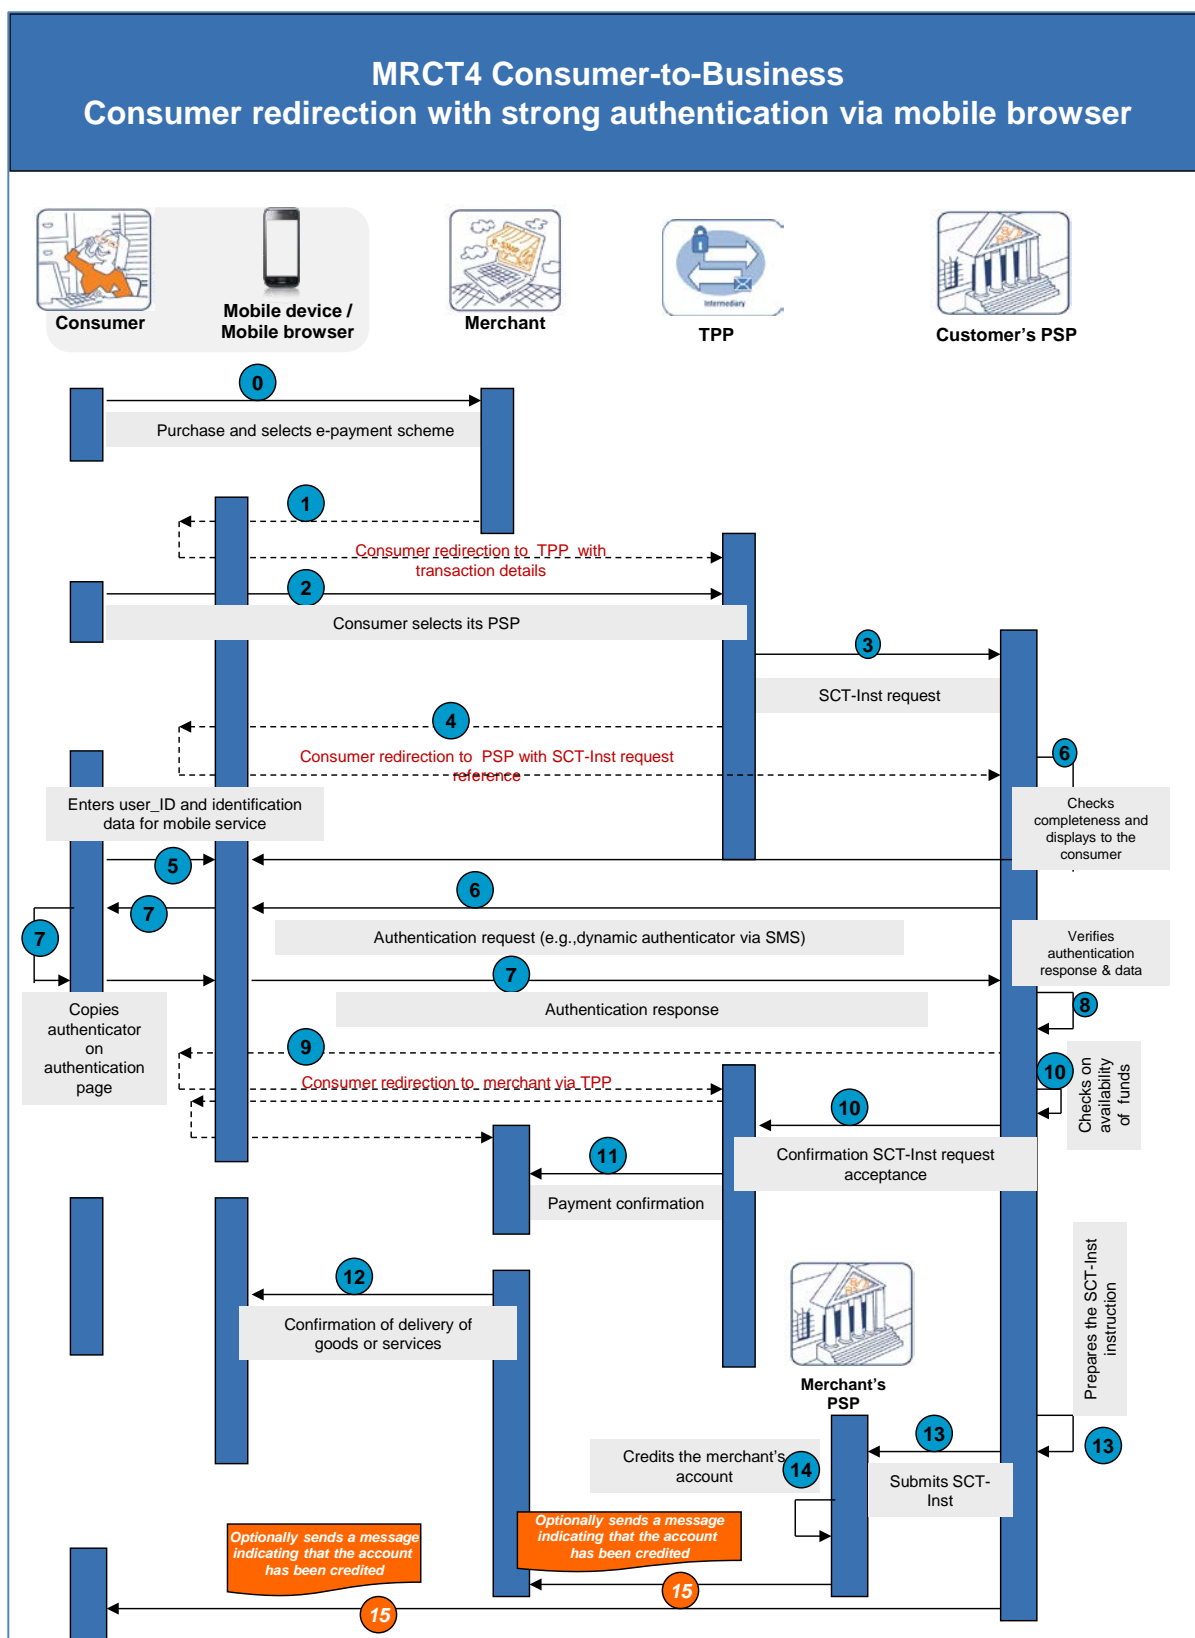 MRCT4 Consumer-to-Business
Consumer redirection with strong authentication via mobile browser
Consumer
Mobile device /
Mobile browser
Merchant
Intermediary
TPP
Customer's PSP
0
Purchase and selects e-payment scheme
1
Consumer redirection to TPP with
transaction details
2
Consumer selects its PSP
3
SCT-Inst request
4
Consumer redirection to PSP with SCT-Inst request
reference
6
Checks
completeness and
displays to the
consumer
Enters user_ID and identification
data for mobile service
5
6
7
7
Authentication request (e.g.,dynamic authenticator via SMS)
Verifies
authentication
response & data
7
Authentication response
8
Copies
authenticator
on
authentication
page
9
Consumer redirection to merchant via TPP
10
Checks on
availability
of funds
10
Confirmation SCT-Inst request
acceptance
11
Payment confirmation
12
Confirmation of delivery of
goods or services
Prepares the SCT-Inst
instruction
Merchant's
PSP
13
13
Credits the merchant's
account
14
Submits SCT-
Inst
Optionally sends a message
indicating that the account
has been credited
Optionally sends a message
indicating that the account
has been credited
15
15